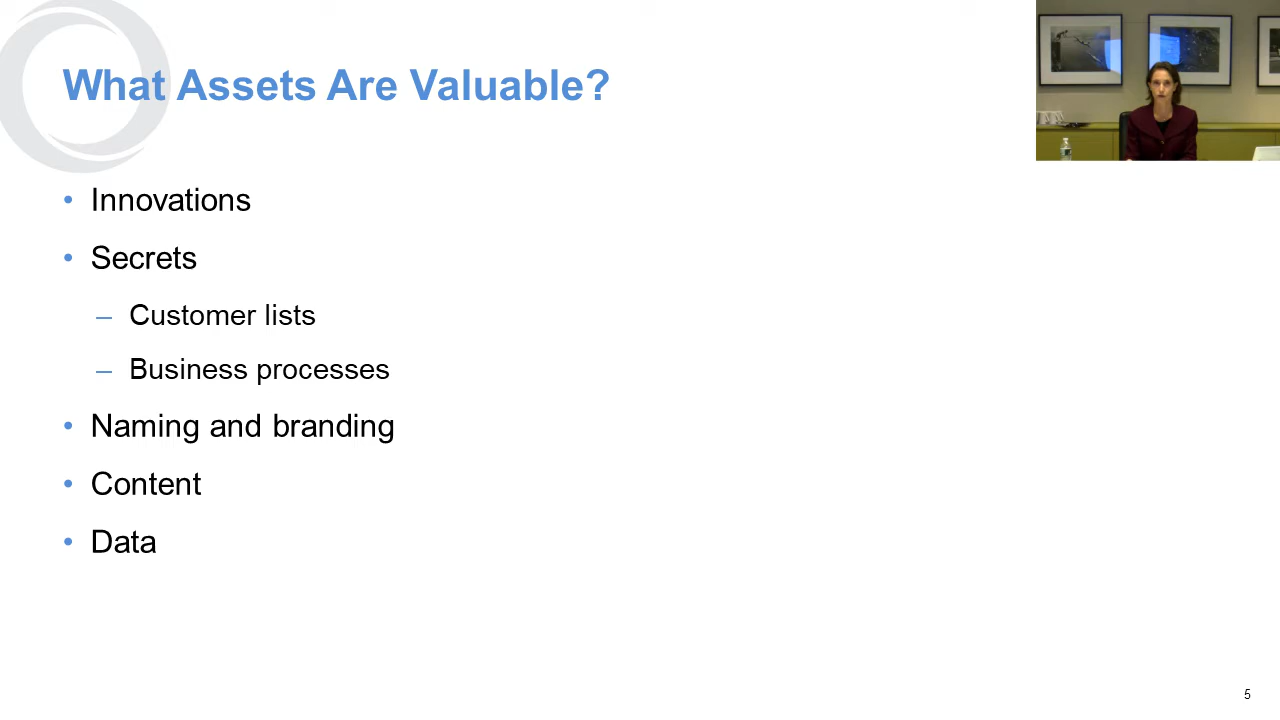 What Assets Are Valuable?
• Innovations
• Secrets
– Customer lists
– Business processes
• Naming and branding
• Content
• Data
5